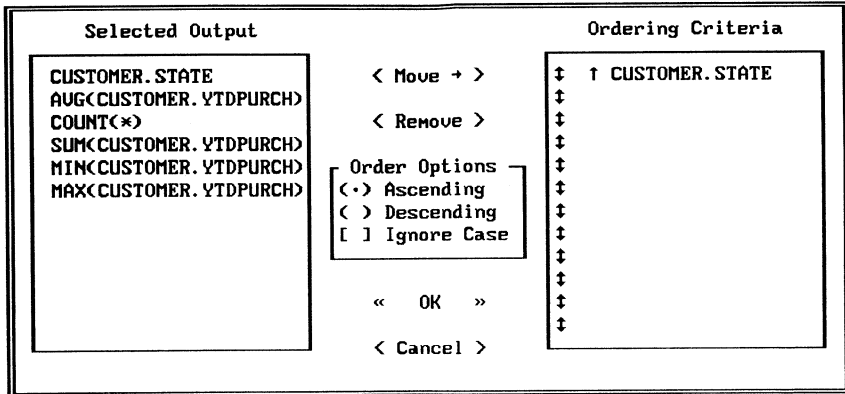 Selected Output
CUSTOMER.STATE
AVG(CUSTOMER.YTDPURCH)
COUNT(*)
SUM(CUSTOMER.YTDPURCH)
MIN(CUSTOMER.YTDPURCH)
MAX(CUSTOMER.YTDPURCH)
< Move → >
< Remove >
Order Options
(·) Ascending
( ) Descending
[ ] Ignore Case
« OK »
< Cancel >
Ordering Criteria
↕ ↑ CUSTOMER.STATE
↕
↕
↕
↕
↕
↕
↕
↕
↕
↕
↕